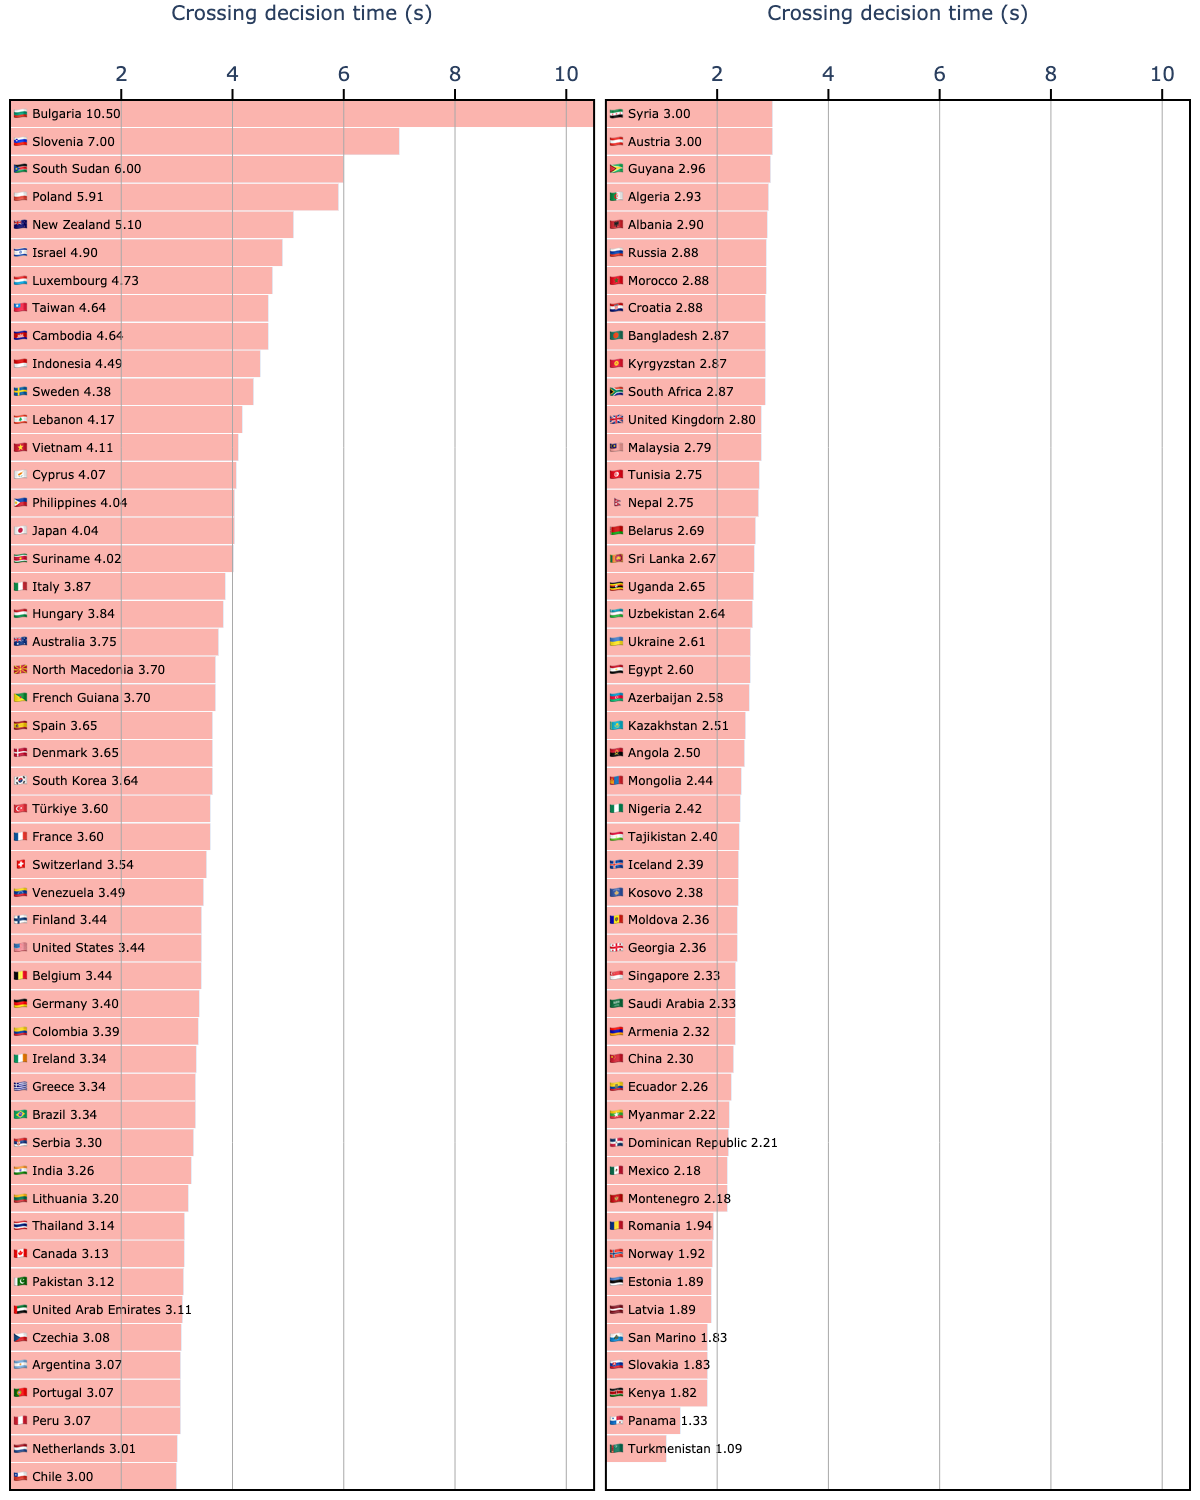 Crossing decision time (s)
2 4 6 8 10
Bulgaria 10.50
Slovenia 7.00
South Sudan 6.00
Poland 5.91
New Zealand 5.10
Israel 4.90
Luxembourg 4.73
Taiwan 4.64
Cambodia 4.64
Indonesia 4.49
Sweden 4.38
Lebanon 4.17
Vietnam 4.11
Cyprus 4.07
Philippines 4.04
Japan 4.04
Suriname 4.02
Italy 3.87
Hungary 3.84
Australia 3.75
North Macedonia 3.70
French Guiana 3.70
Spain 3.65
Denmark 3.65
South Korea 3.64
Türkiye 3.60
France 3.60
Switzerland 3.54
Venezuela 3.49
Finland 3.44
United States 3.44
Belgium 3.44
Germany 3.40
Colombia 3.39
Ireland 3.34
Greece 3.34
Brazil 3.34
Serbia 3.30
India 3.26
Lithuania 3.20
Thailand 3.14
Canada 3.13
Pakistan 3.12
United Arab Emirates 3.11
Czechia 3.08
Argentina 3.07
Portugal 3.07
Peru 3.07
Netherlands 3.01
Chile 3.00
Crossing decision time (s)
2 4 6 8 10
Syria 3.00
Austria 3.00
Guyana 2.96
Algeria 2.93
Albania 2.90
Russia 2.88
Morocco 2.88
Croatia 2.88
Bangladesh 2.87
Kyrgyzstan 2.87
South Africa 2.87
United Kingdom 2.80
Malaysia 2.79
Tunisia 2.75
Nepal 2.75
Belarus 2.69
Sri Lanka 2.67
Uganda 2.65
Uzbekistan 2.64
Ukraine 2.61
Egypt 2.60
Azerbaijan 2.58
Kazakhstan 2.51
Angola 2.50
Mongolia 2.44
Nigeria 2.42
Tajikistan 2.40
Iceland 2.39
Kosovo 2.38
Moldova 2.36
Georgia 2.36
Singapore 2.33
Saudi Arabia 2.33
Armenia 2.32
China 2.30
Ecuador 2.26
Myanmar 2.22
Dominican Republic 2.21
Mexico 2.18
Montenegro 2.18
Romania 1.94
Norway 1.92
Estonia 1.89
Latvia 1.89
San Marino 1.83
Slovakia 1.83
Kenya 1.82
Panama 1.33
Turkmenistan 1.09